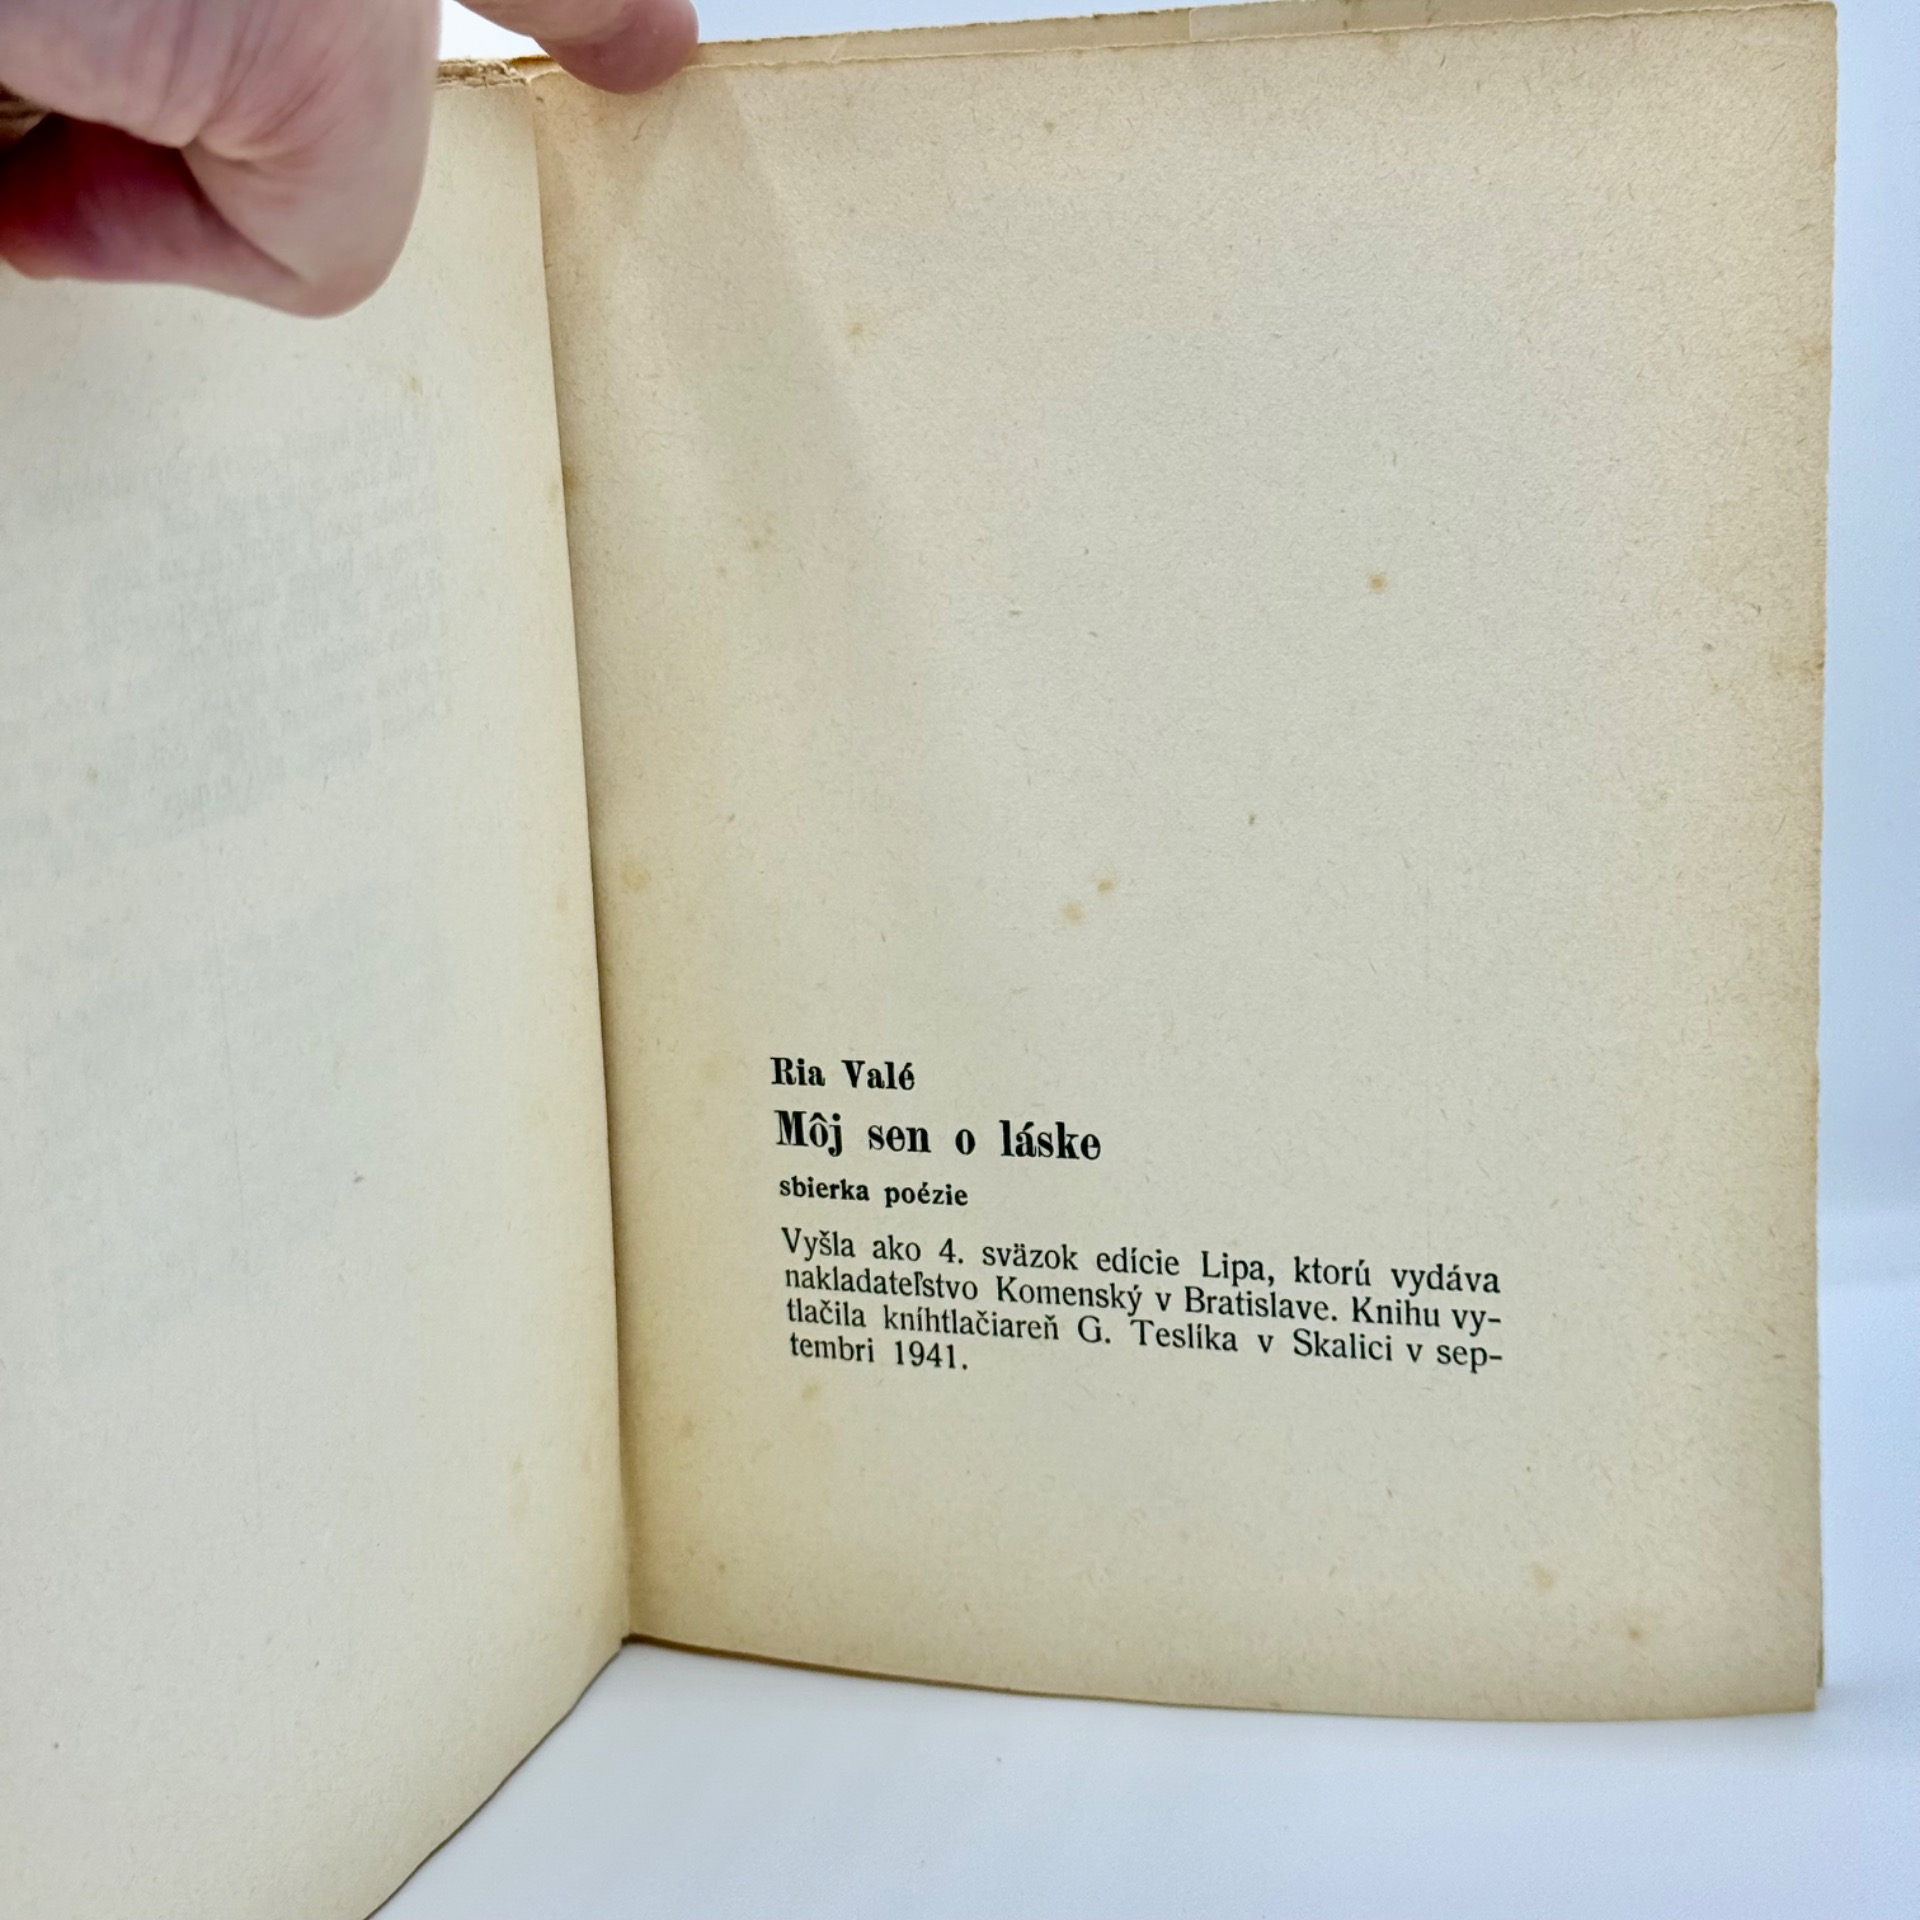 Ria Valé
Môj sen o láske
sbierka poézie
Vyšla ako 4. sväzok edície Lipa, ktorú vydáva
nakladateľstvo Komenský v Bratislave. Knihu vy-
tlačila kníhtlačiareň G. Teslíka v Skalici v sep-
tembri 1941.